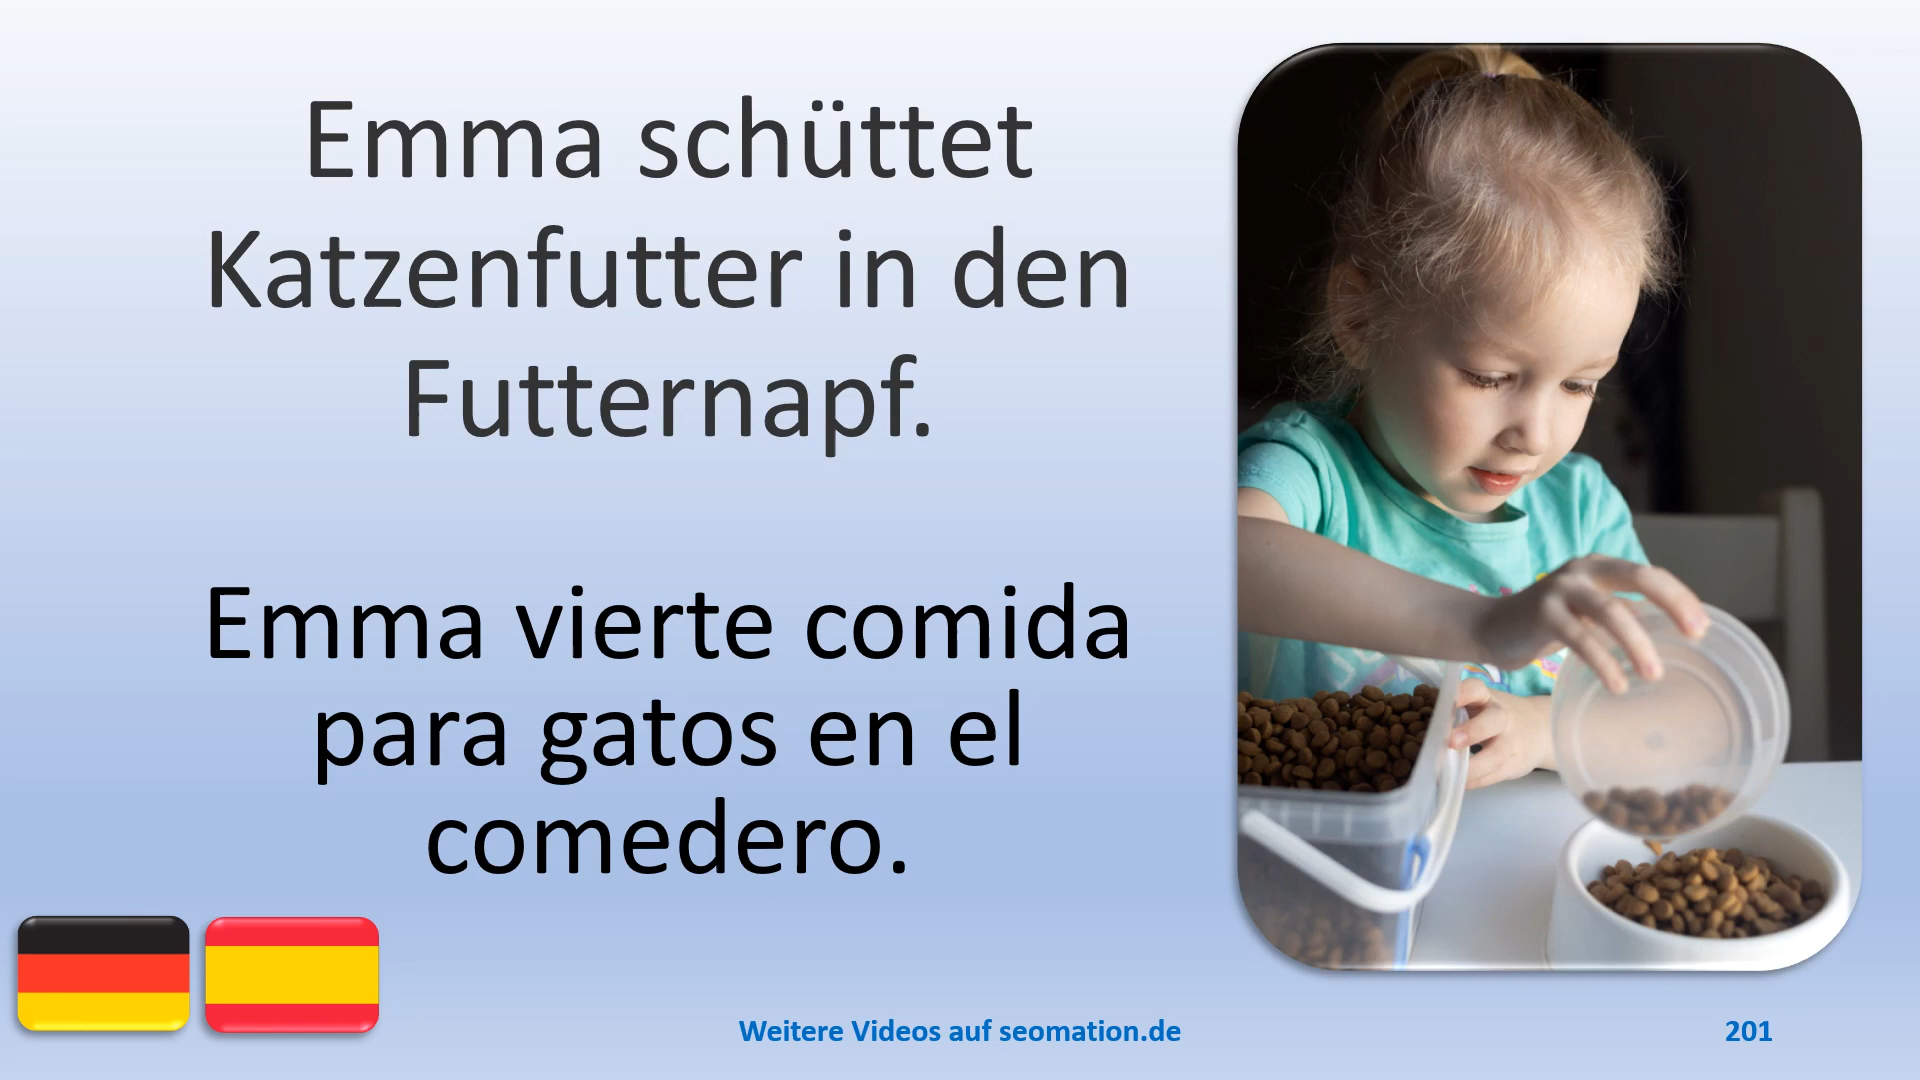 Emma schüttet
Katzenfutter in den
Futternapf.
Emma vierte comida
para gatos en el
comedero.
Weitere Videos auf seomation.de
201